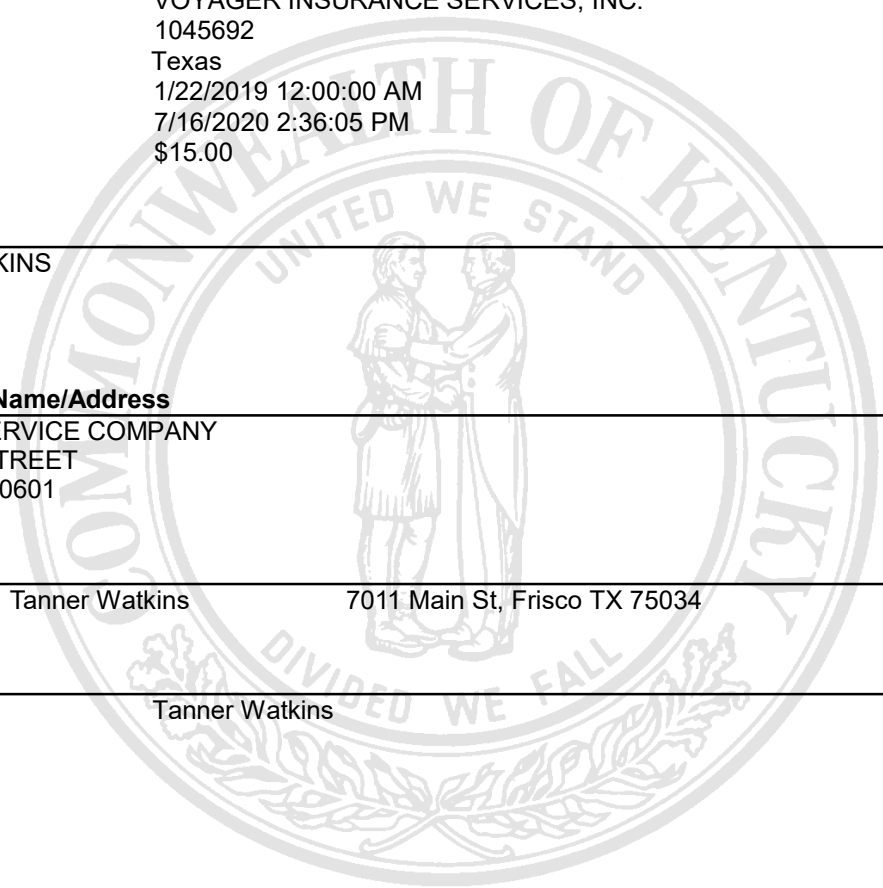 VOYAGER INSURANCE SERVICES, INC.
1045692
Texas
1/22/2019 12:00:00 AM
7/16/2020 2:36:05 PM
$15.00
COMMONWEALTH OF KENTUCKY
UNITED WE STAND
KINS
Name/Address
ERVICE COMPANY
TREET
0601
Tanner Watkins 7011 Main St, Frisco TX 75034
DIVIDED WE FALL
Tanner Watkins